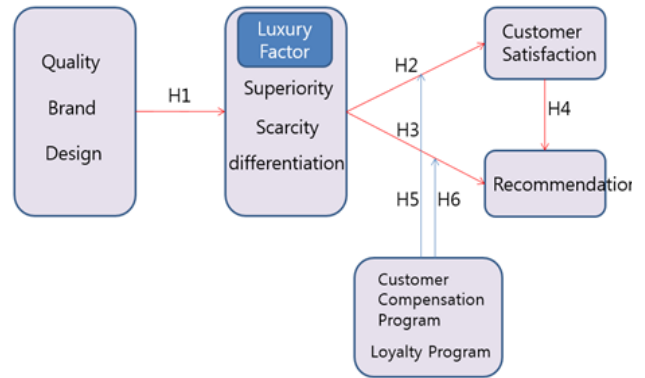 Quality
Brand
Design
H1
Luxury
Factor
Superiority
Scarcity
differentiation
H2
H3
Customer
Satisfaction
H4
Recommendation
H5
H6
Customer
Compensation
Program
Loyalty Program